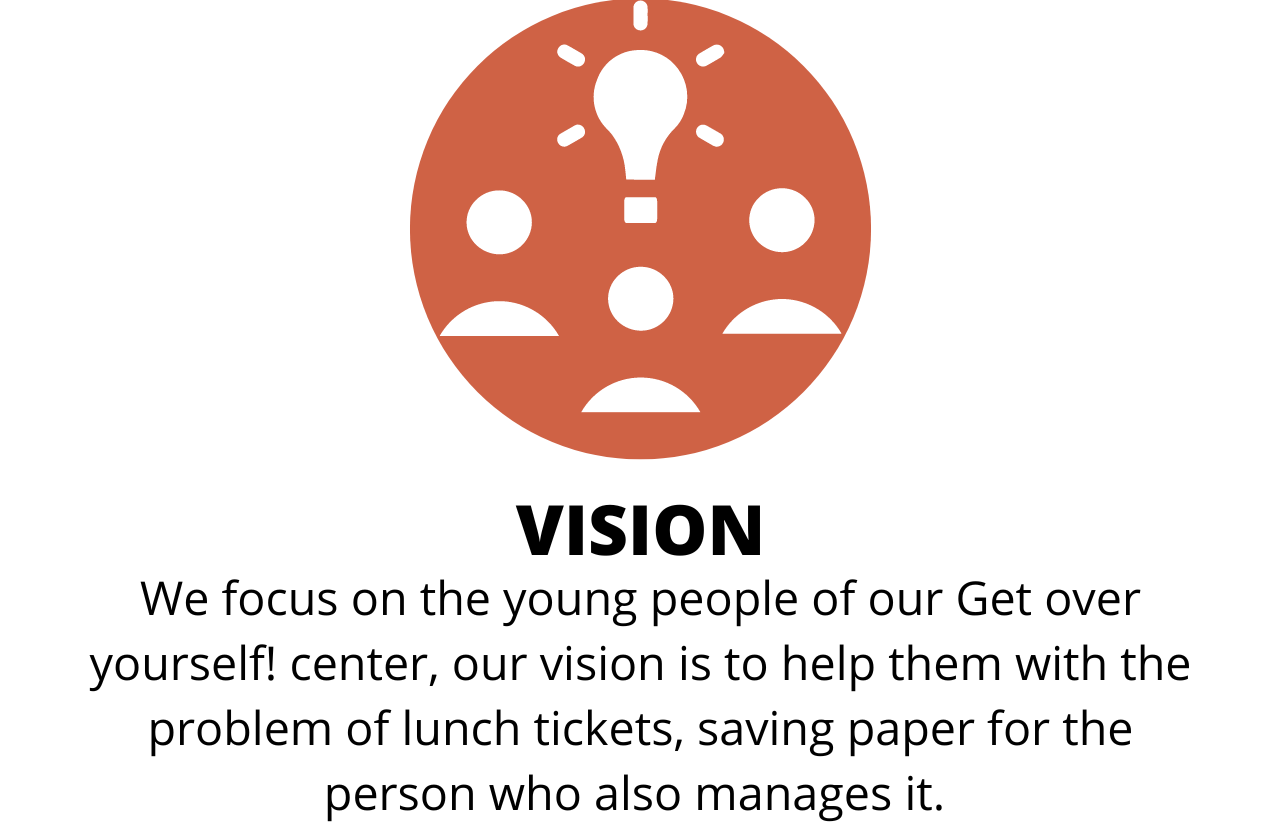 VISION
We focus on the young people of our Get over
yourself! center, our vision is to help them with the
problem of lunch tickets, saving paper for the
person who also manages it.